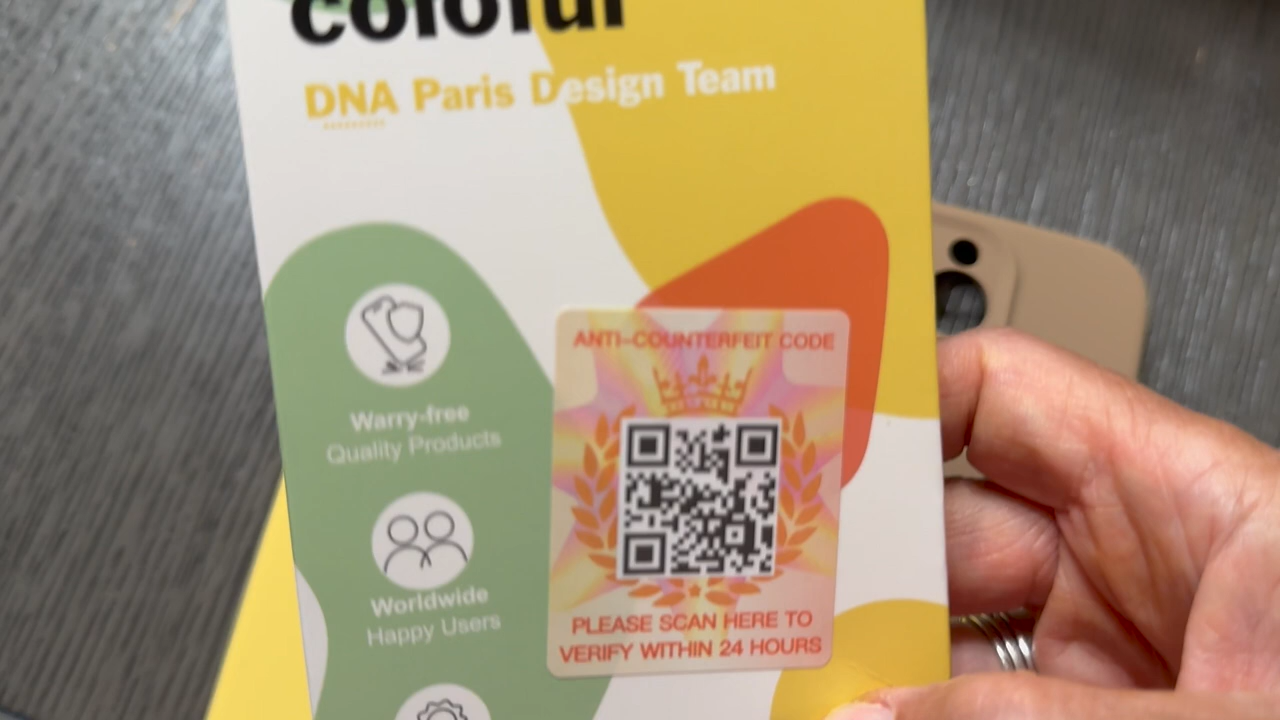 coloful
DNA Paris Design Team
ANTI-COUNTERFEIT CODE
Warry-free
Quality Products
Worldwide
Happy Users
PLEASE SCAN HERE TO
VERIFY WITHIN 24 HOURS